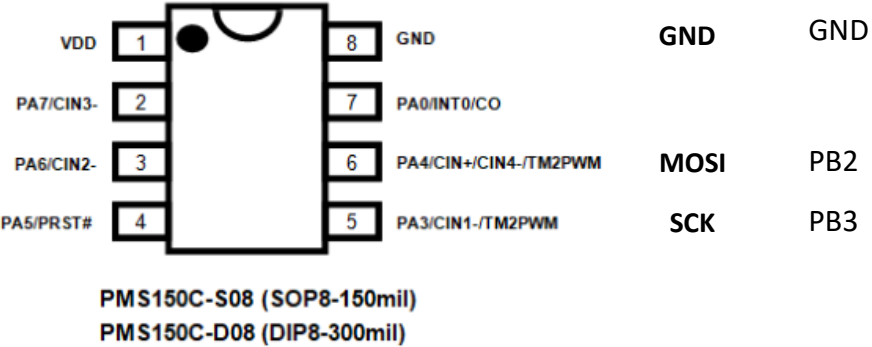 VDD 1 8 GND GND GND
PA7/CIN3- 2 7 PA0/INT0/CO
PA6/CIN2- 3 6 PA4/CIN+/CIN4-/TM2PWM MOSI PB2
PA5/PRST# 4 5 PA3/CIN1-/TM2PWM SCK PB3
PMS150C-S08 (SOP8-150mil)
PMS150C-D08 (DIP8-300mil)